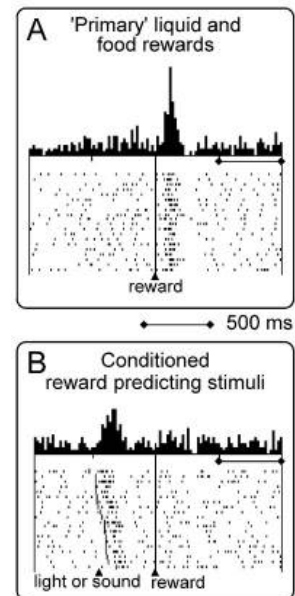 A
'Primary' liquid and
food rewards
reward
500 ms
B
Conditioned
reward predicting stimuli
light or sound
reward